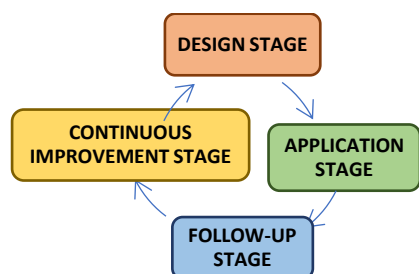 DESIGN STAGE
CONTINUOUS
IMPROVEMENT STAGE
APPLICATION
STAGE
FOLLOW-UP
STAGE